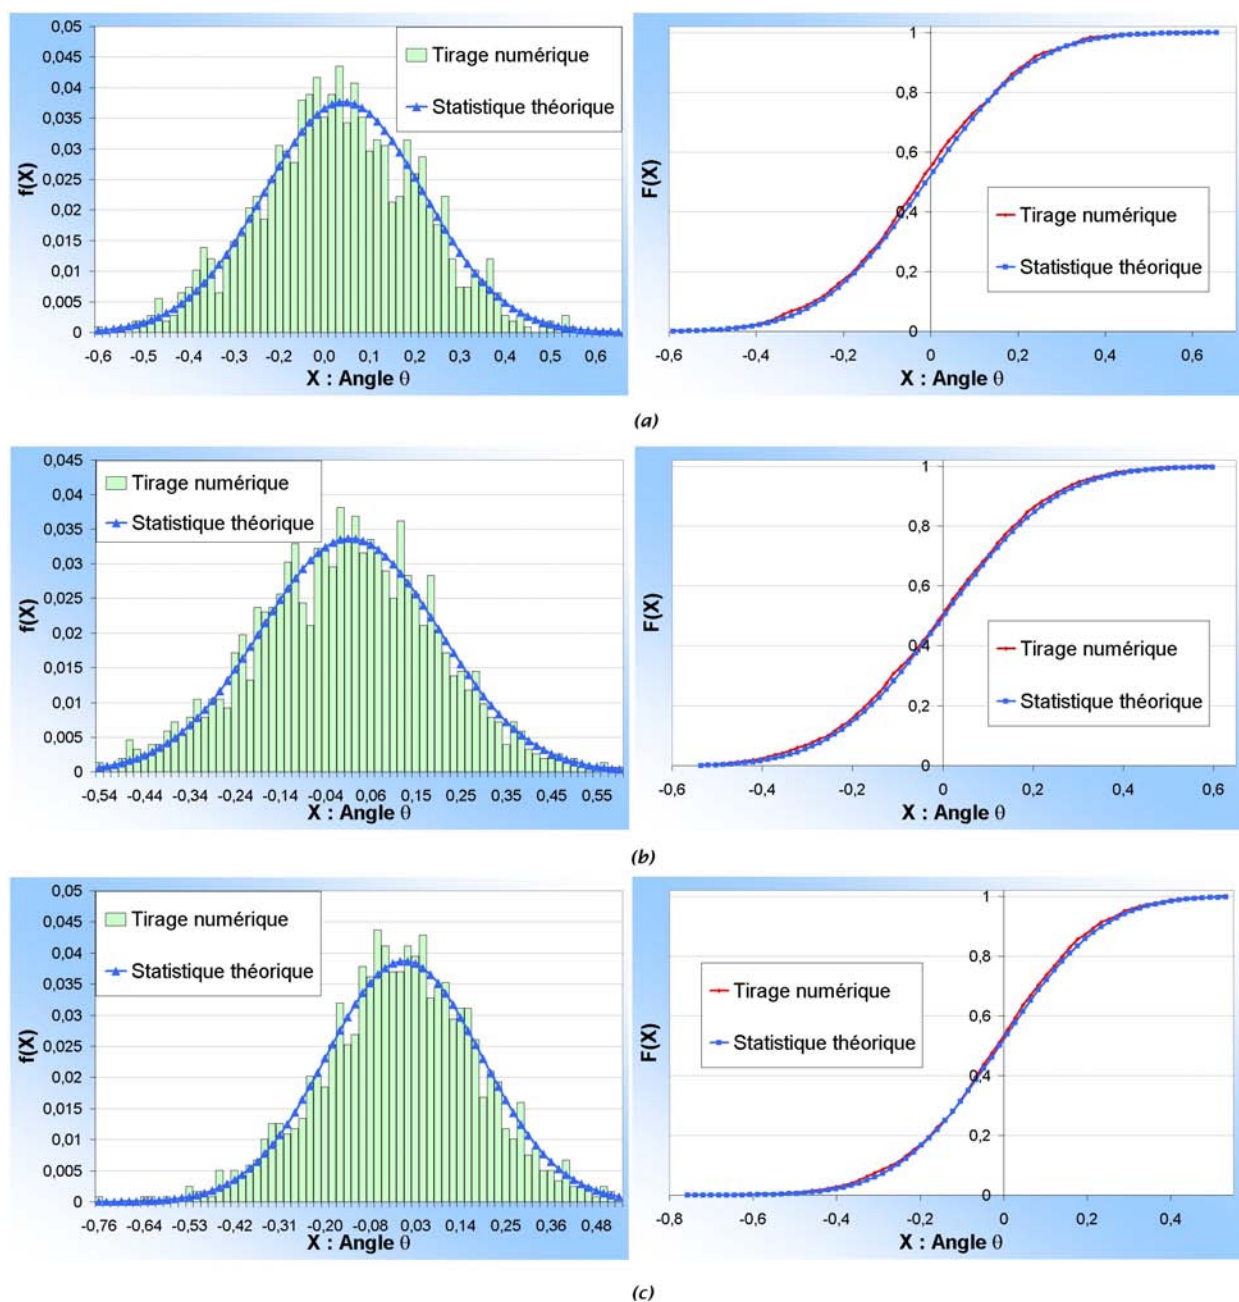 0,05
0,045
0,04
0,035
0,03
0,025
0,02
0,015
0,01
0,005
0
f(X)
Tirage numérique
Statistique théorique
-0,6 -0,5 -0,4 -0,3 -0,2 -0,1 0,0 0,1 0,1 0,2 0,3 0,4 0,5 0,6
X : Angle θ
1
0,8
0,6
0,4
0,2
0
F(X)
Tirage numérique
Statistique théorique
-0,6 -0,4 -0,2 0 0,2 0,4 0,6
X : Angle θ
(a)
0,045
0,04
0,035
0,03
0,025
0,02
0,015
0,01
0,005
0
f(X)
Tirage numérique
Statistique théorique
-0,54 -0,44 -0,34 -0,24 -0,14 -0,04 0,06 0,15 0,25 0,35 0,45 0,55
X : Angle θ
1
0,8
0,6
0,4
0,2
0
F(X)
Tirage numérique
Statistique théorique
-0,6 -0,4 -0,2 0 0,2 0,4 0,6
X : Angle θ
(b)
0,05
0,045
0,04
0,035
0,03
0,025
0,02
0,015
0,01
0,005
0
f(X)
Tirage numérique
Statistique théorique
-0,76 -0,64 -0,53 -0,42 -0,31 -0,20 -0,08 0,03 0,14 0,25 0,36 0,48
X : Angle θ
1
0,8
0,6
0,4
0,2
0
F(X)
Tirage numérique
Statistique théorique
-0,8 -0,6 -0,4 -0,2 0 0,2 0,4
X : Angle θ
(c)